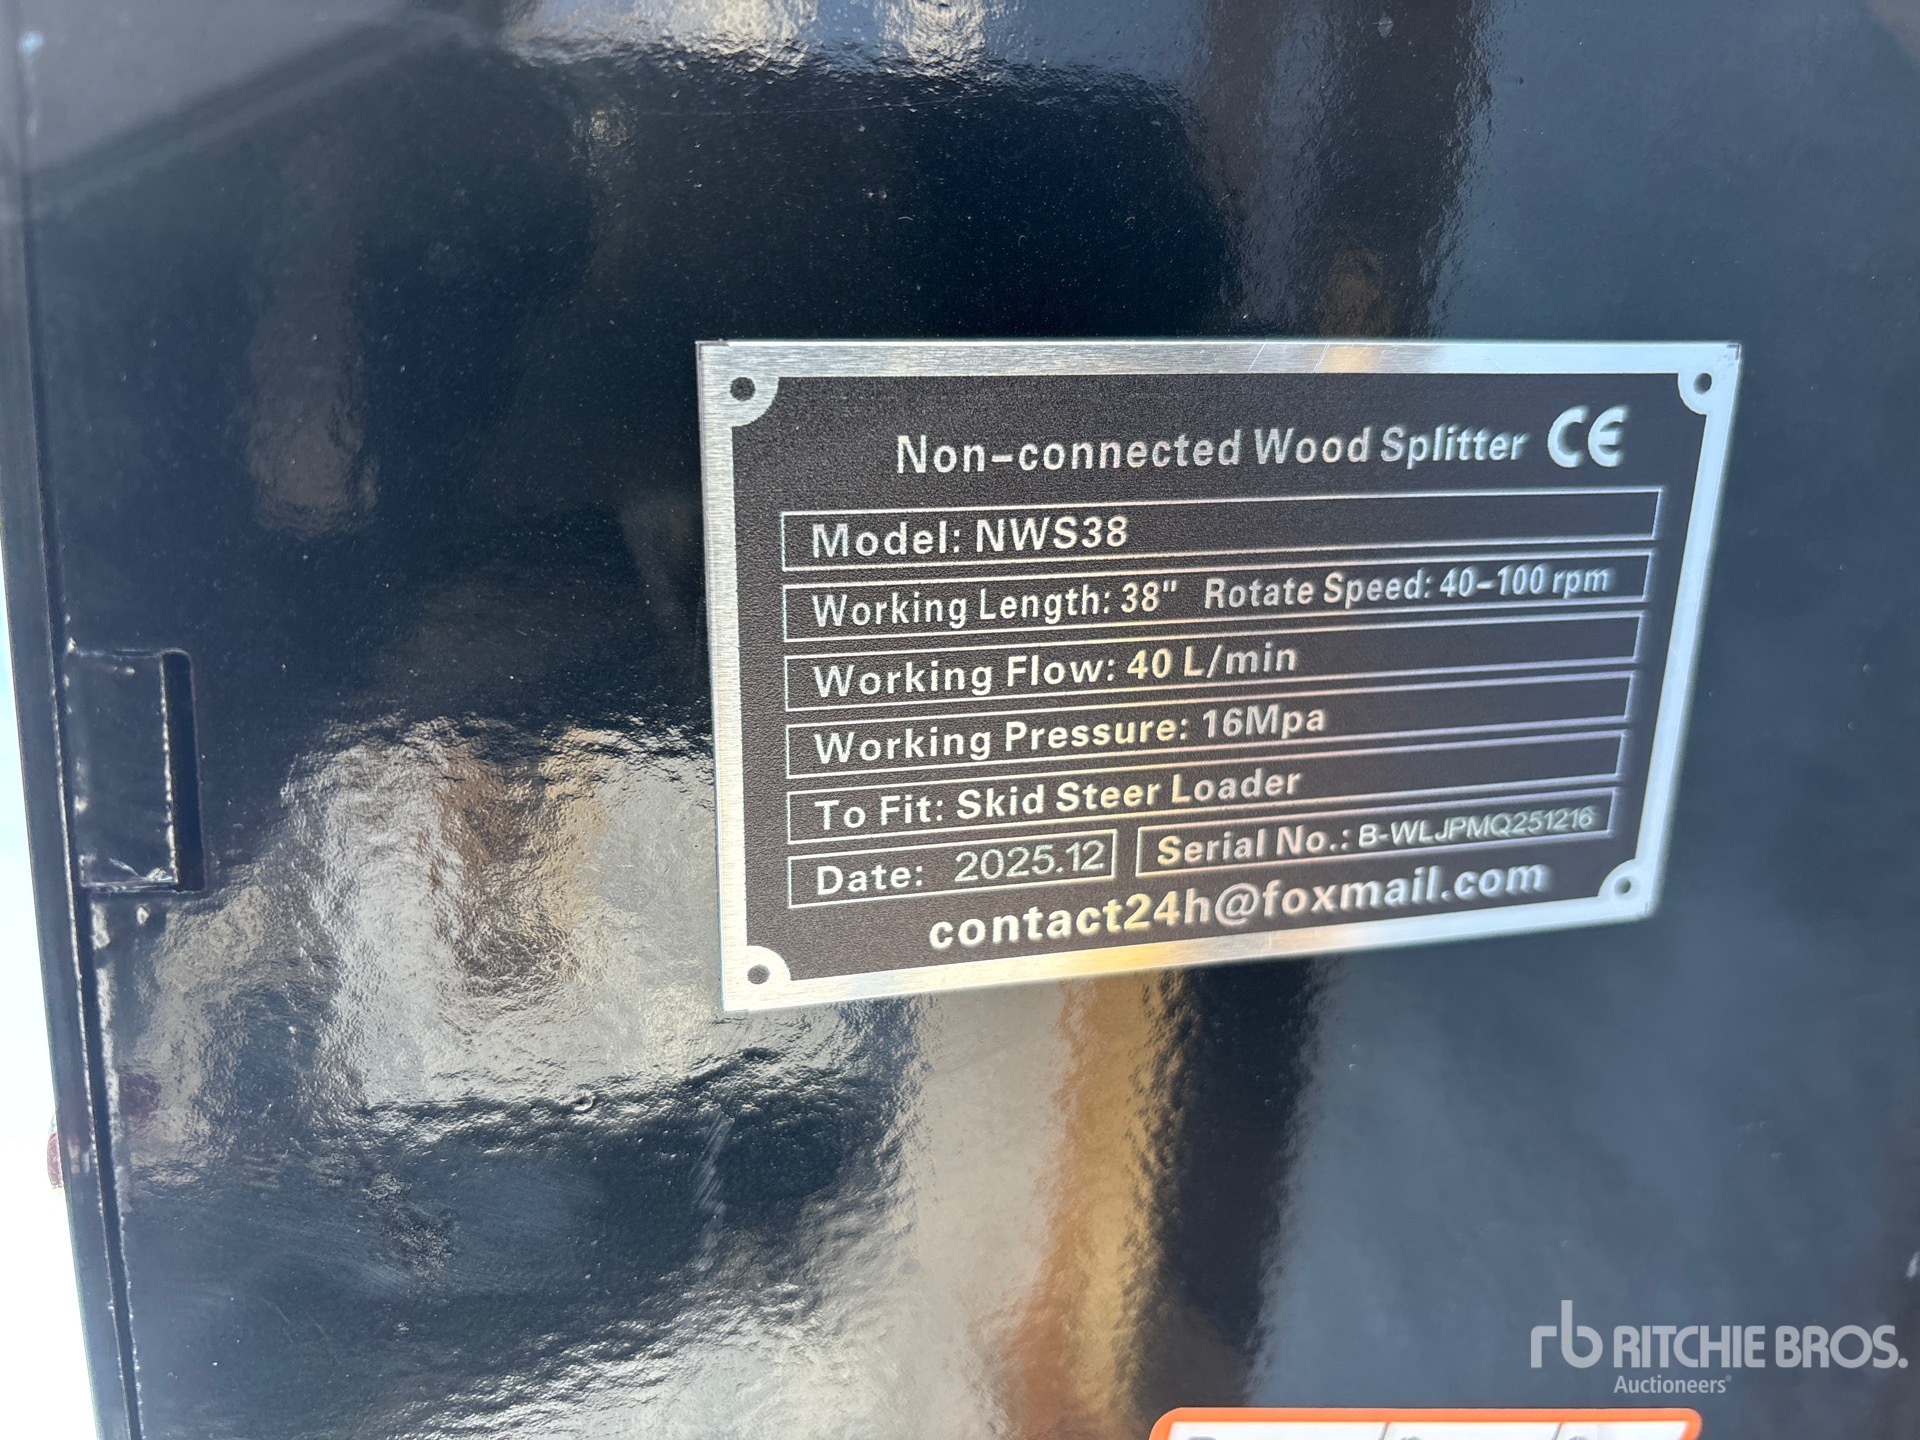 Non-connected Wood Splitter CE
Model: NWS38
Working Length: 38" Rotate Speed: 40-100 rpm
Working Flow: 40 L/min
Working Pressure: 16Mpa
To Fit: Skid Steer Loader
Date: 2025.12 Serial No.: B-WLJPMQ251216
contact24h@foxmail.com
rb RITCHIE BROS.
Auctioneers